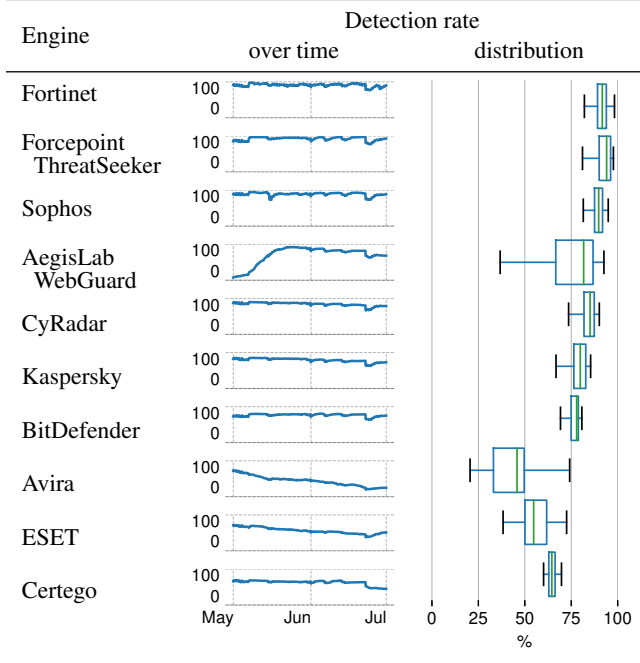 Engine
Detection rate
over time
distribution
Fortinet
100
0
Forcepoint
ThreatSeeker
100
0
Sophos
100
0
AegisLab
WebGuard
100
0
CyRadar
100
0
Kaspersky
100
0
BitDefender
100
0
Avira
100
0
ESET
100
0
Certego
100
0
May Jun Jul
0 25 50 75 100
%